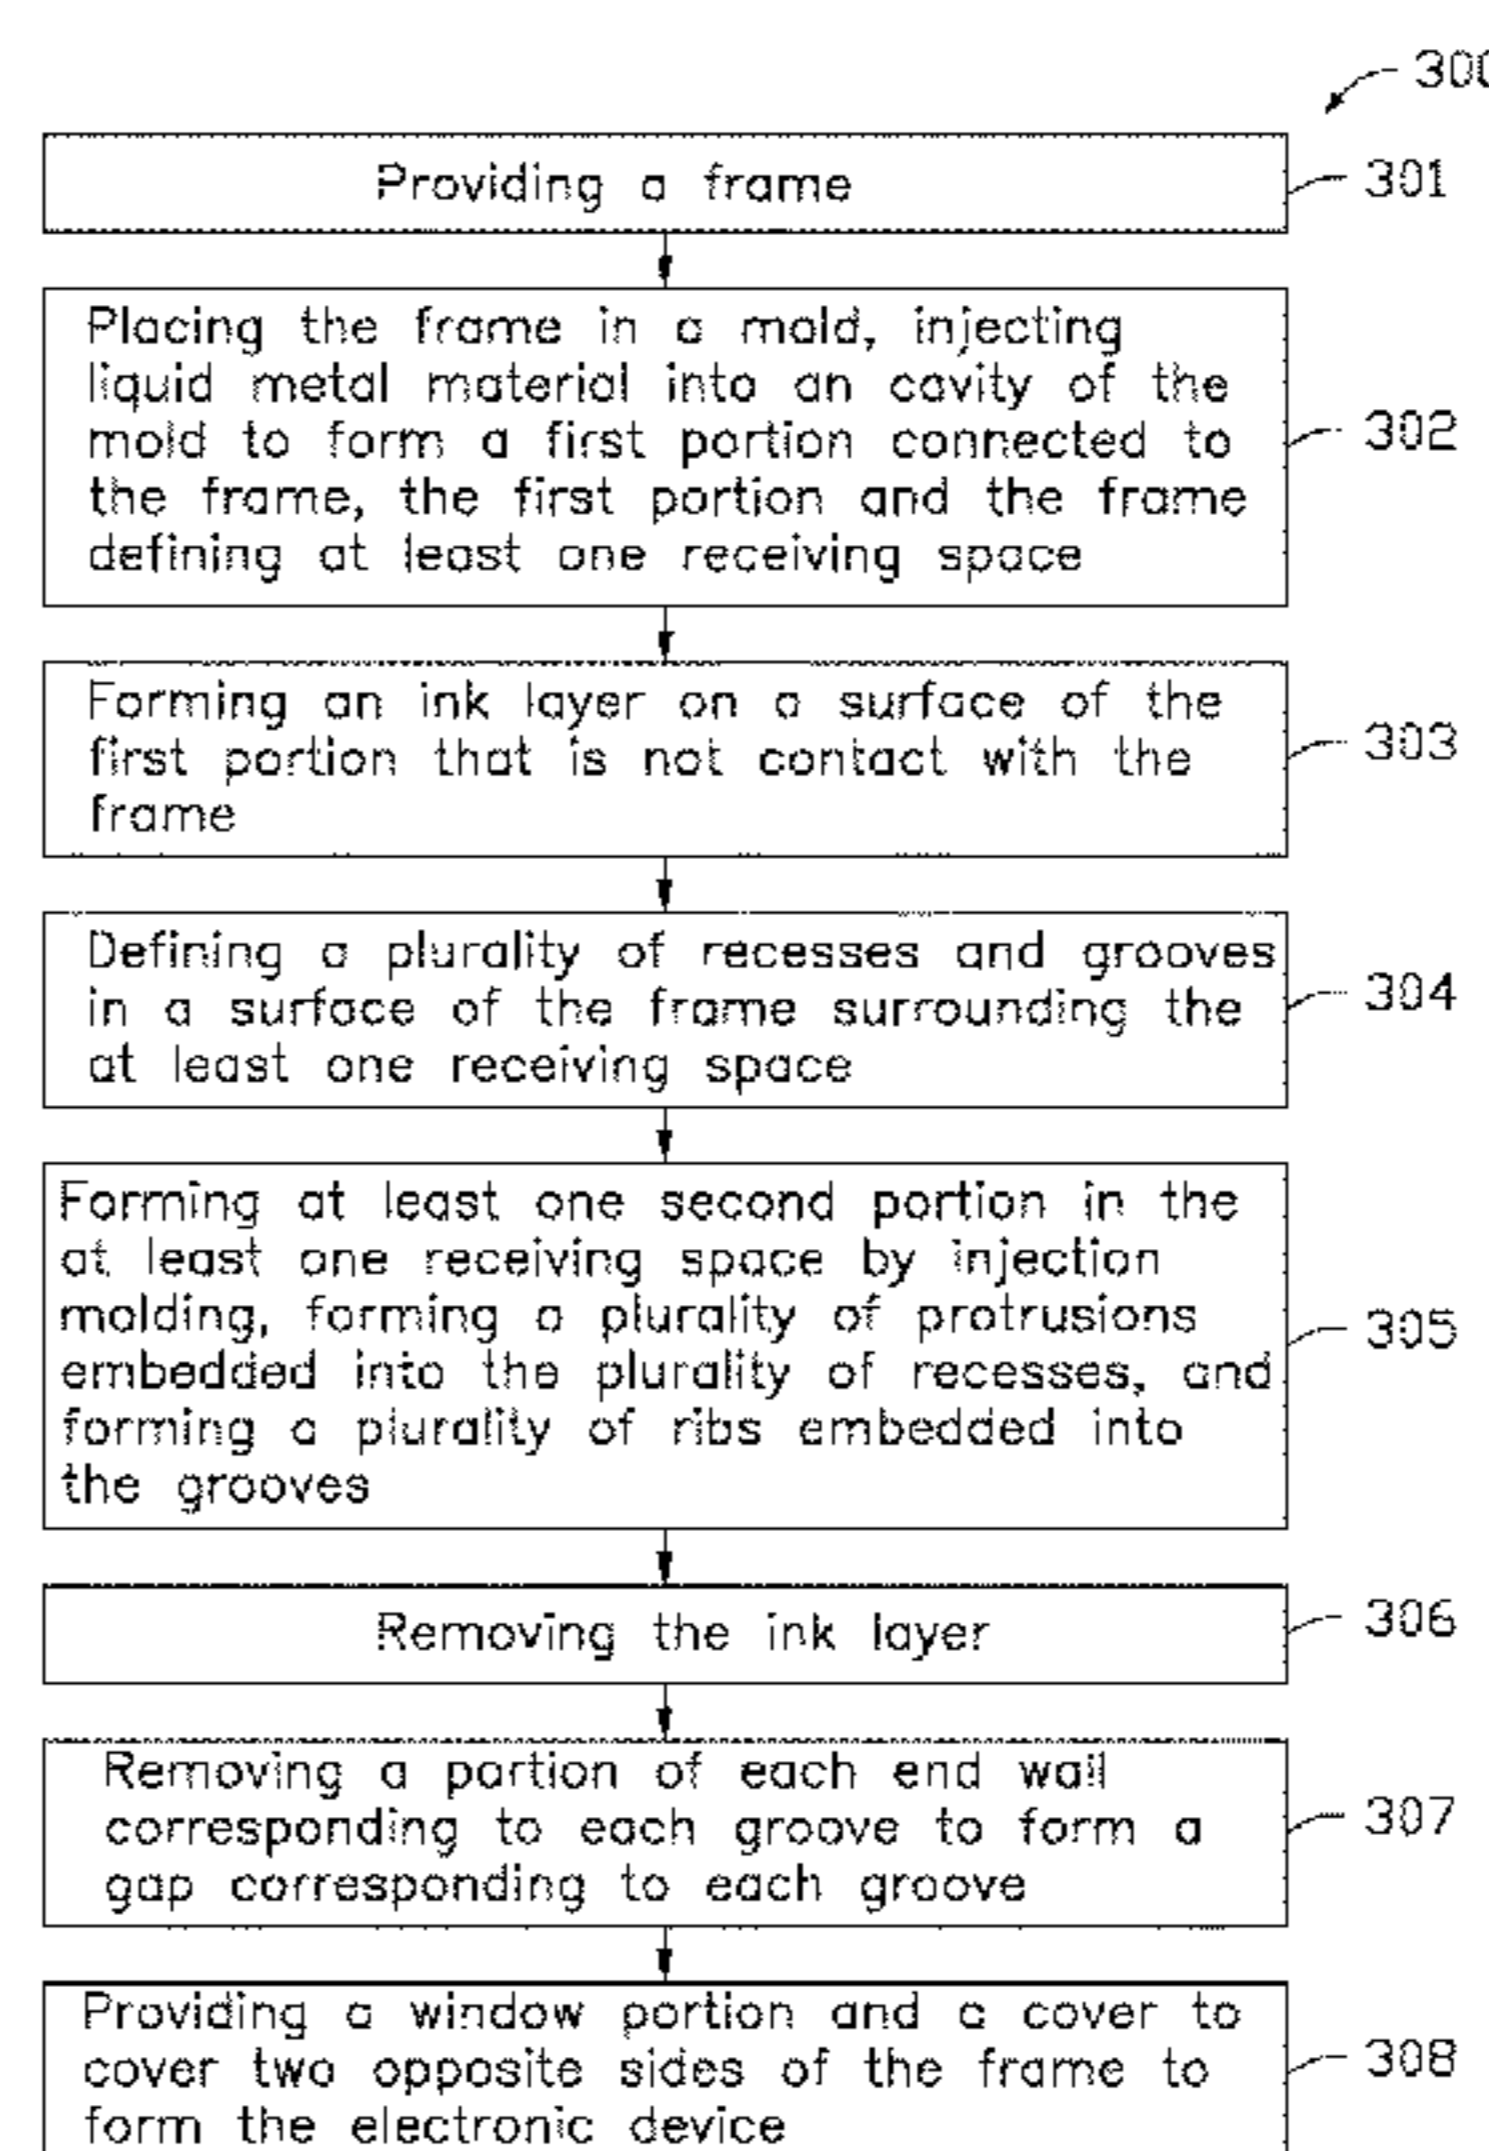 300
Providing a frame
301
Placing the frame in a mold, injecting
liquid metal material into an cavity of the
mold to form a first portion connected to
the frame, the first portion and the frame
defining at least one receiving space
302
Forming an ink layer on a surface of the
first portion that is not contact with the
frame
303
Defining a plurality of recesses and grooves
in a surface of the frame surrounding the
at least one receiving space
304
Forming at least one second portion in the
at least one receiving space by injection
molding, forming a plurality of protrusions
embedded into the plurality of recesses, and
forming a plurality of ribs embedded into
the grooves
305
Removing the ink layer
306
Removing a portion of each end wall
corresponding to each groove to form a
gap corresponding to each groove
307
Providing a window portion and a cover to
cover two opposite sides of the frame to
form the electronic device
308